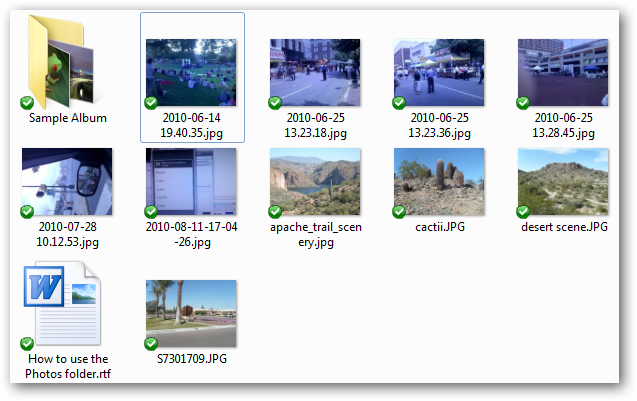 Sample Album
2010-06-14
19.40.35.jpg
2010-06-25
13.23.18.jpg
2010-06-25
13.23.36.jpg
2010-06-25
13.28.45.jpg
2010-07-28
10.12.53.jpg
2010-08-11-17-04
-26.jpg
apache_trail_scen
ery.jpg
cactii.JPG
desert scene.JPG
W
How to use the
Photos folder.rtf
S7301709.JPG